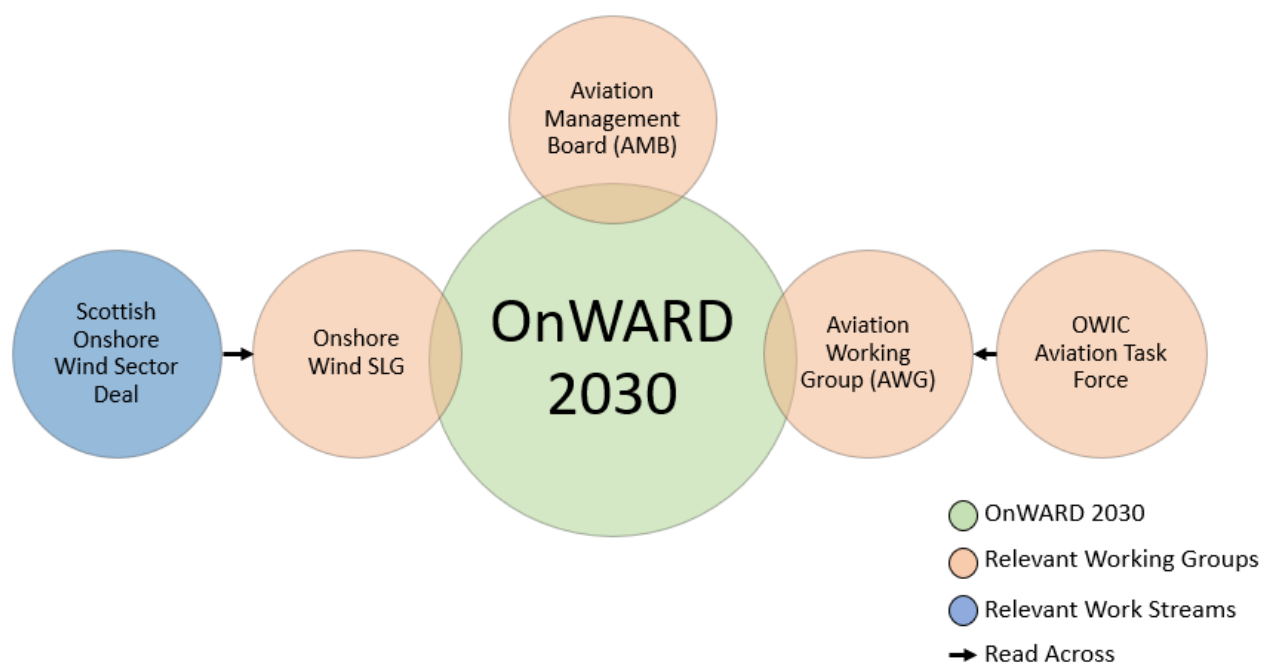 Aviation
Management
Board (AMB)
Scottish
Onshore
Wind Sector
Deal
Onshore
Wind SLG
OnWARD
2030
Aviation
Working
Group (AWG)
OWIC
Aviation Task
Force
OnWARD 2030
Relevant Working Groups
Relevant Work Streams
Read Across